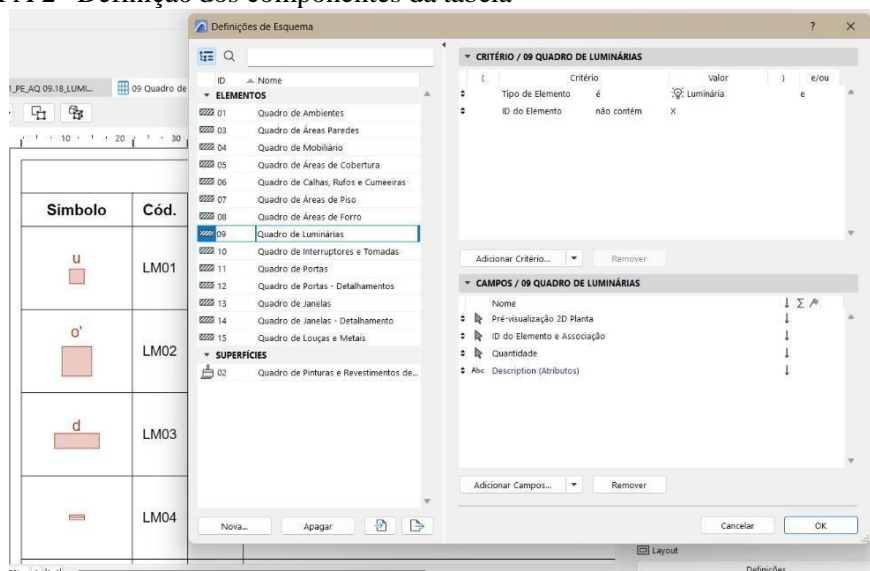 2 - Definição dos componentes da tabela
Definições de Esquema
? ×
_PE_AQ 09.18_LUMI...
09 Quadro de
10 20 30
Símbolo Cód.
u
LM01
o'
LM02
d
LM03
LM04
ID Nome
ELEMENTOS
01 Quadro de Ambientes
03 Quadro de Áreas Paredes
04 Quadro de Mobiliário
05 Quadro de Áreas de Cobertura
06 Quadro de Calhas, Rufos e Cumeeiras
07 Quadro de Áreas de Piso
08 Quadro de Áreas de Forro
09 Quadro de Luminárias
10 Quadro de Interruptores e Tomadas
11 Quadro de Portas
12 Quadro de Portas - Detalhamentos
13 Quadro de Janelas
14 Quadro de Janelas - Detalhamento
15 Quadro de Louças e Metais
SUPERFÍCIES
02 Quadro de Pinturas e Revestimentos de...
Nova... Apagar
CRITÉRIO / 09 QUADRO DE LUMINÁRIAS
( Critério Valor ) e/ou
Tipo de Elemento é Luminária e
ID do Elemento não contém X
Adicionar Critério... Remover
CAMPOS / 09 QUADRO DE LUMINÁRIAS
Nome ↓ Σ
Pré-visualização 2D Planta ↓
ID do Elemento e Associação ↓
Quantidade ↓
Abc Description (Atributos) ↓
Adicionar Campos... Remover
Cancelar OK
Layout
Definições